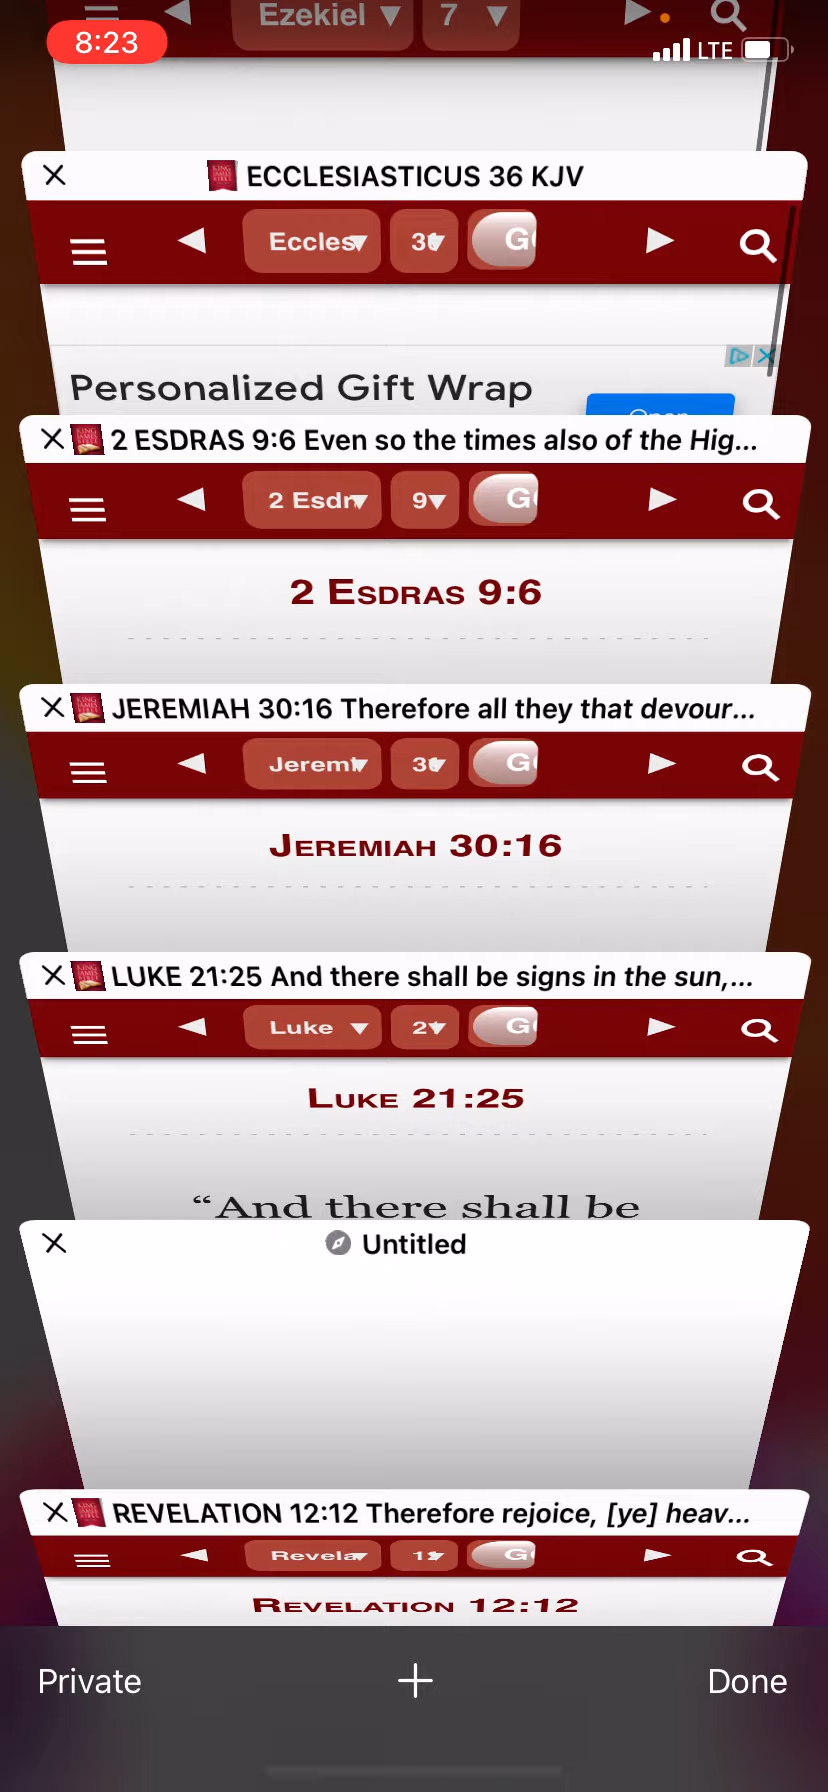 Ezekiel 7
8:23
LTE
ECCLESIASTICUS 36 KJV
Eccles
Personalized Gift Wrap
2 ESDRAS 9:6 Even so the times also of the Hig...
2 Esdr 9
2 ESDRAS 9:6
JEREMIAH 30:16 Therefore all they that devour...
Jeremi
JEREMIAH 30:16
LUKE 21:25 And there shall be signs in the sun,...
Luke
LUKE 21:25
“And there shall be
Untitled
REVELATION 12:12 Therefore rejoice, [ye] heav...
Revela
REVELATION 12:12
Private Done